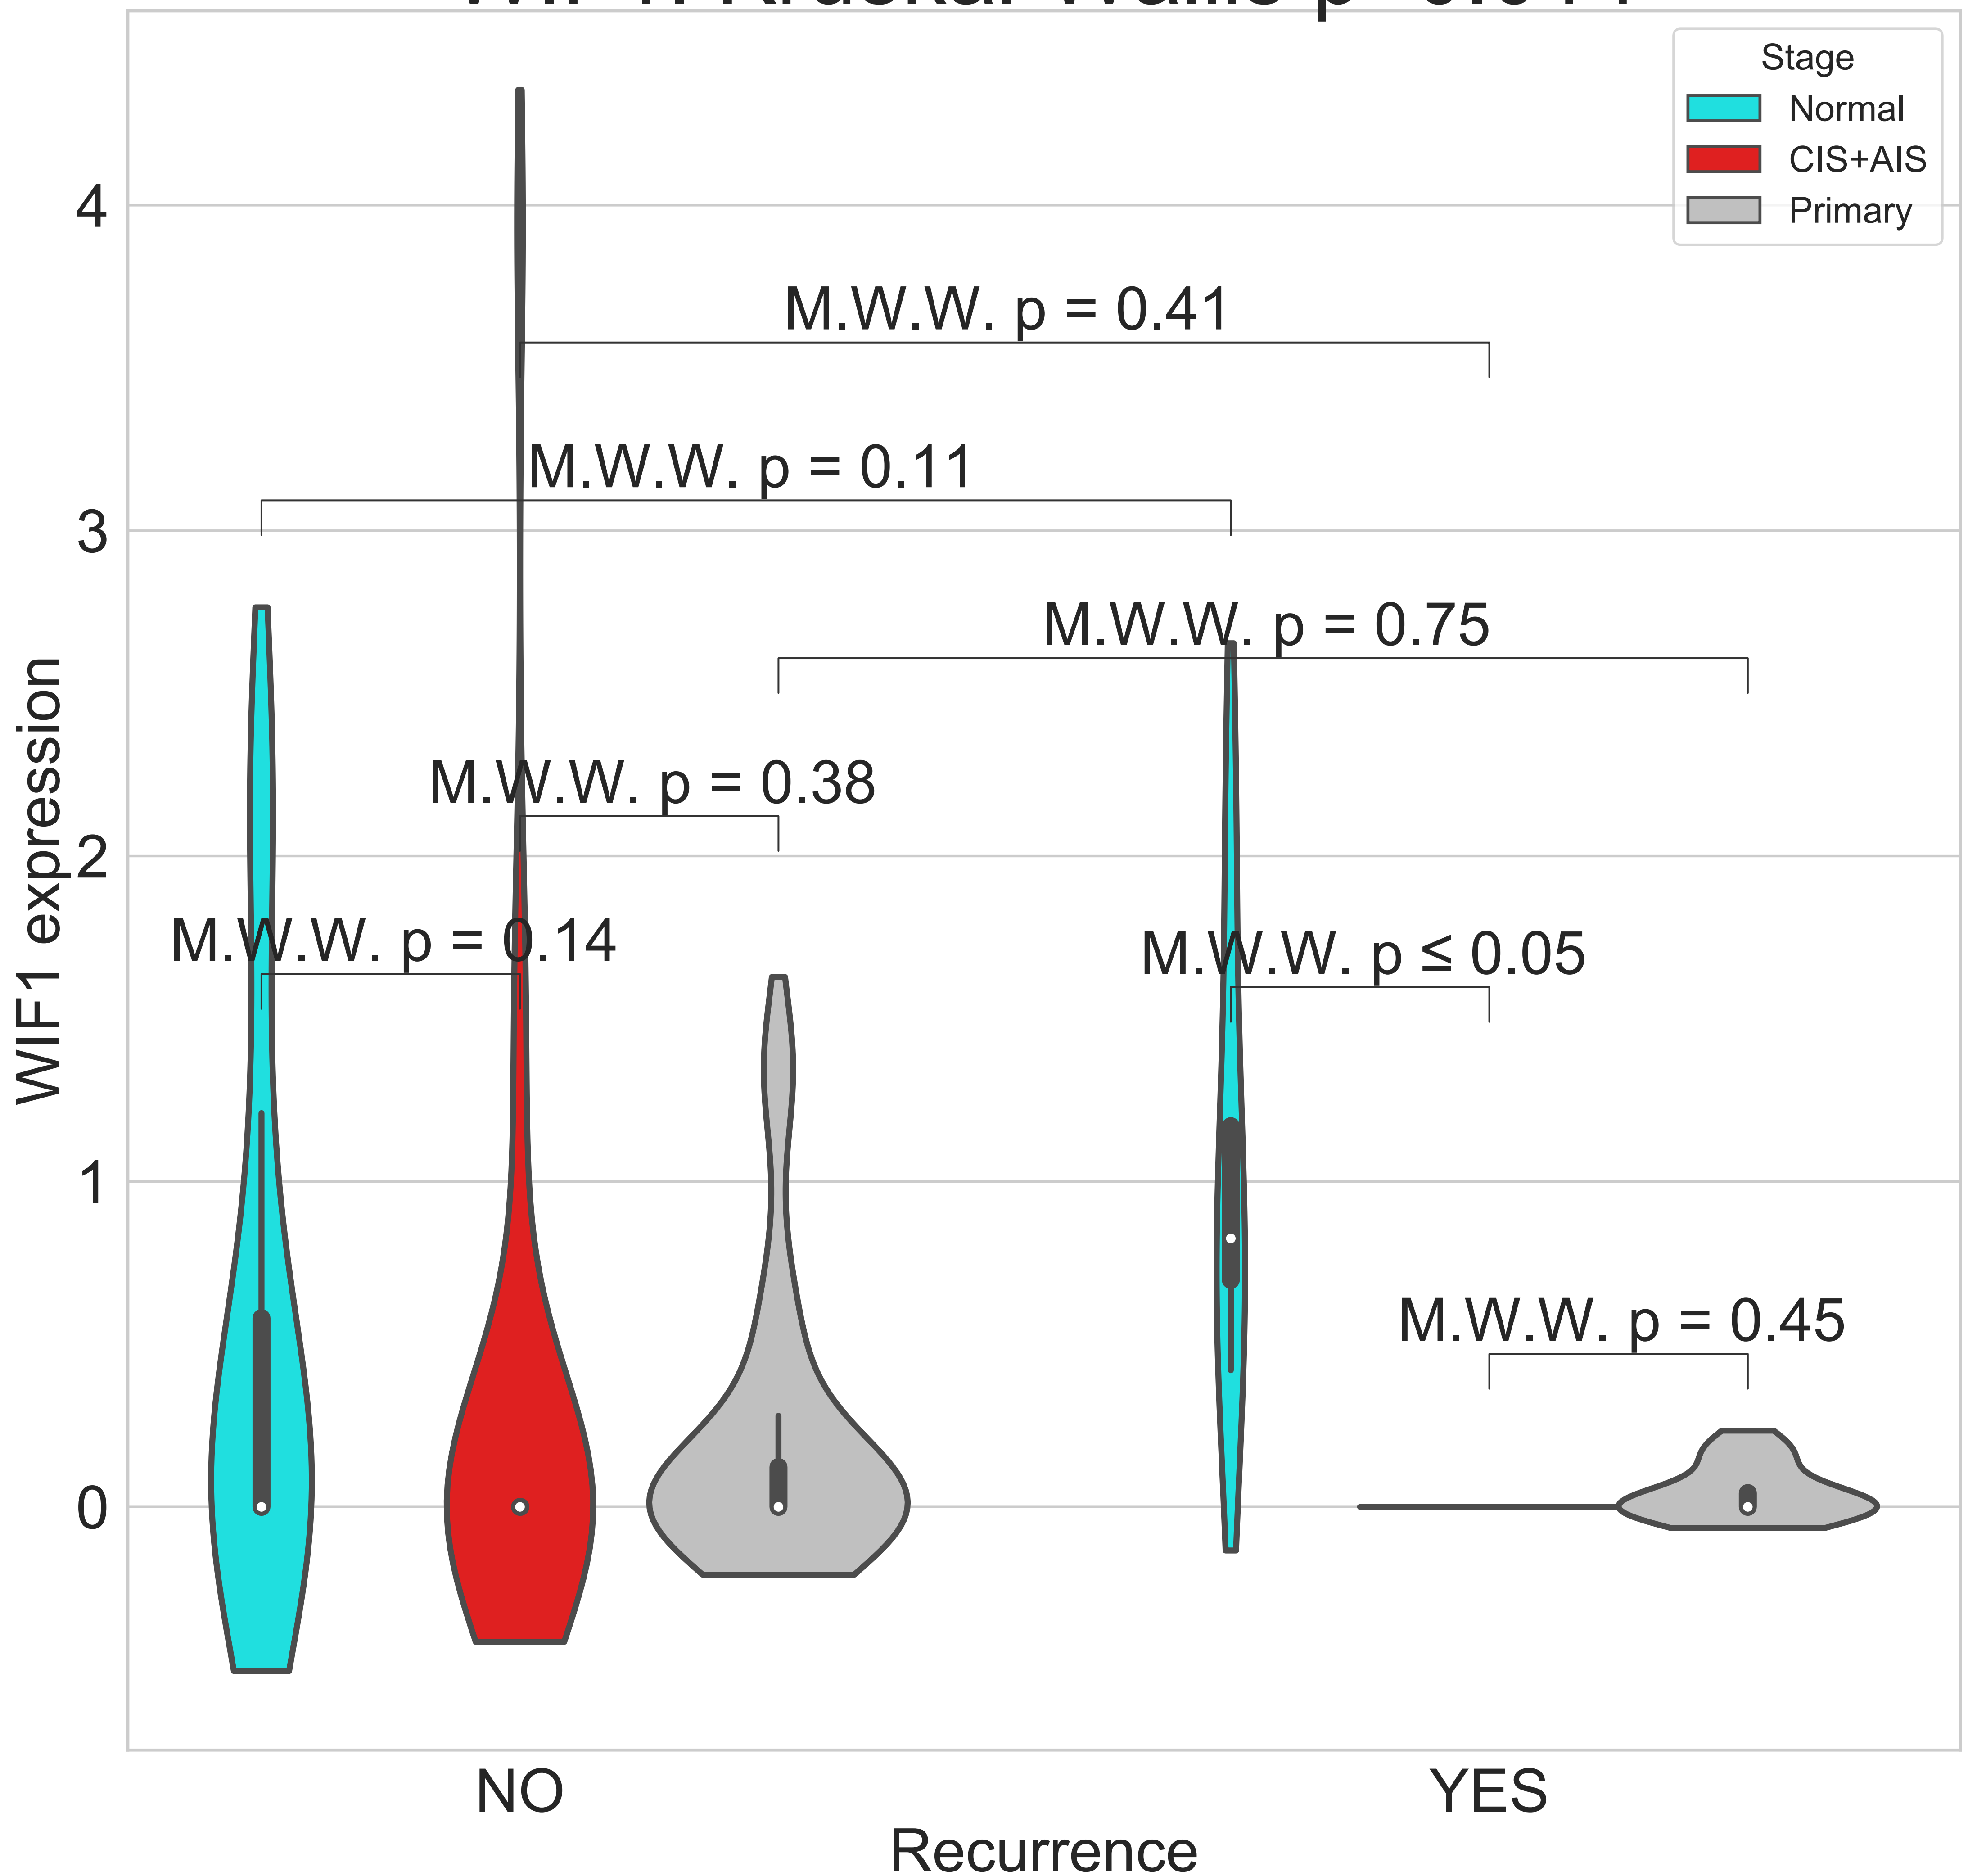 Stage
Normal
CIS+AIS
Primary
4
M.W.W. p = 0.41
M.W.W. p = 0.11
3
M.W.W. p = 0.75
M.W.W. p = 0.38
2
M.W.W. p = 0.14
M.W.W. p ≤ 0.05
WIF1 expression
1
M.W.W. p = 0.45
0
NO
YES
Recurrence